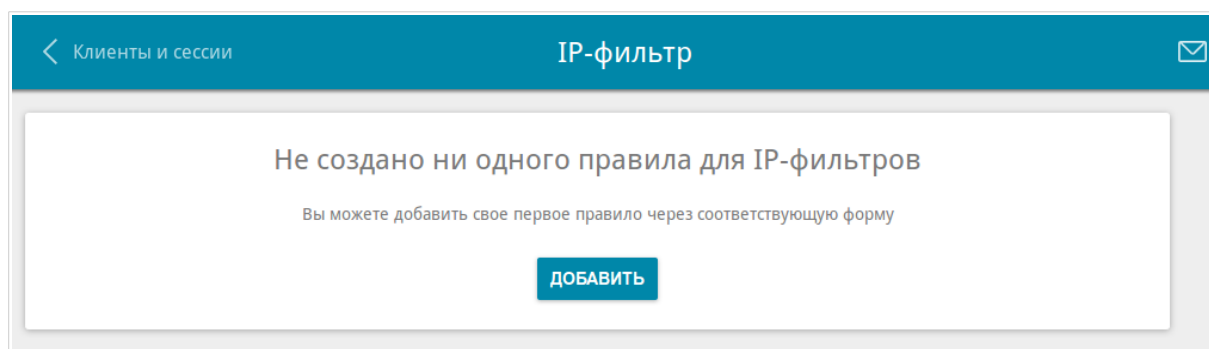 Клиенты и сессии
IP-фильтр
Не создано ни одного правила для IP-фильтров
Вы можете добавить свое первое правило через соответствующую форму
ДОБАВИТЬ